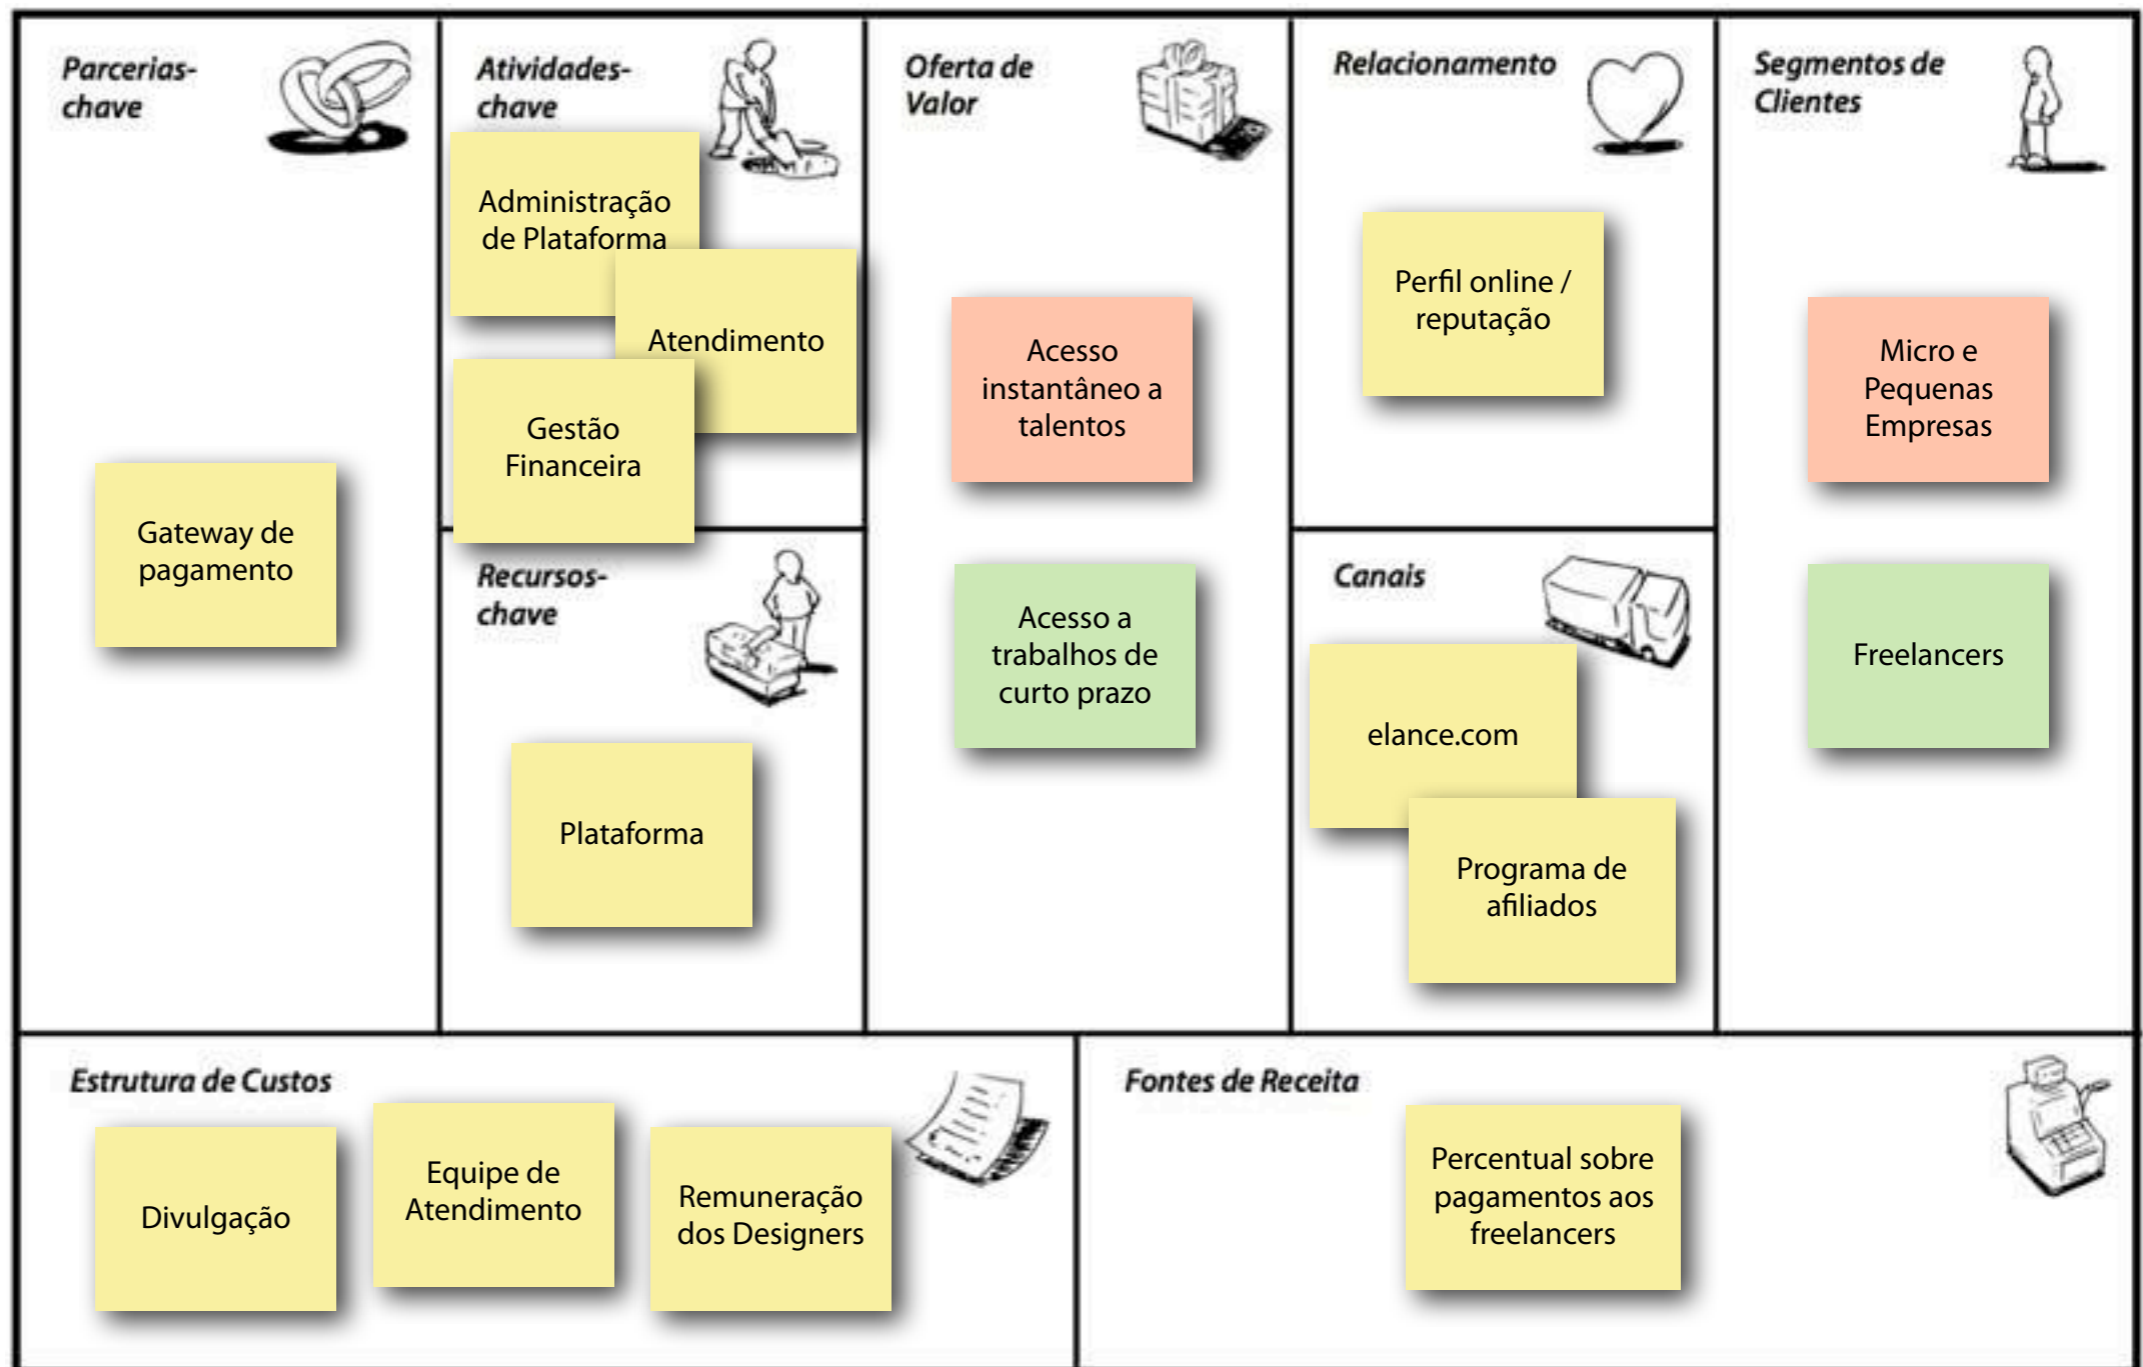 Parcerias-
chave
Gateway de
pagamento
Atividades-
chave
Administração
de Plataforma
Atendimento
Gestão
Financeira
Recursos-
chave
Plataforma
Oferta de
Valor
Acesso
instantâneo a
talentos
Acesso a
trabalhos de
curto prazo
Relacionamento
Perfil online /
reputação
Canais
elance.com
Programa de
afiliados
Segmentos de
Clientes
Micro e
Pequenas
Empresas
Freelancers
Estrutura de Custos
Divulgação
Equipe de
Atendimento
Remuneração
dos Designers
Fontes de Receita
Percentual sobre
pagamentos aos
freelancers